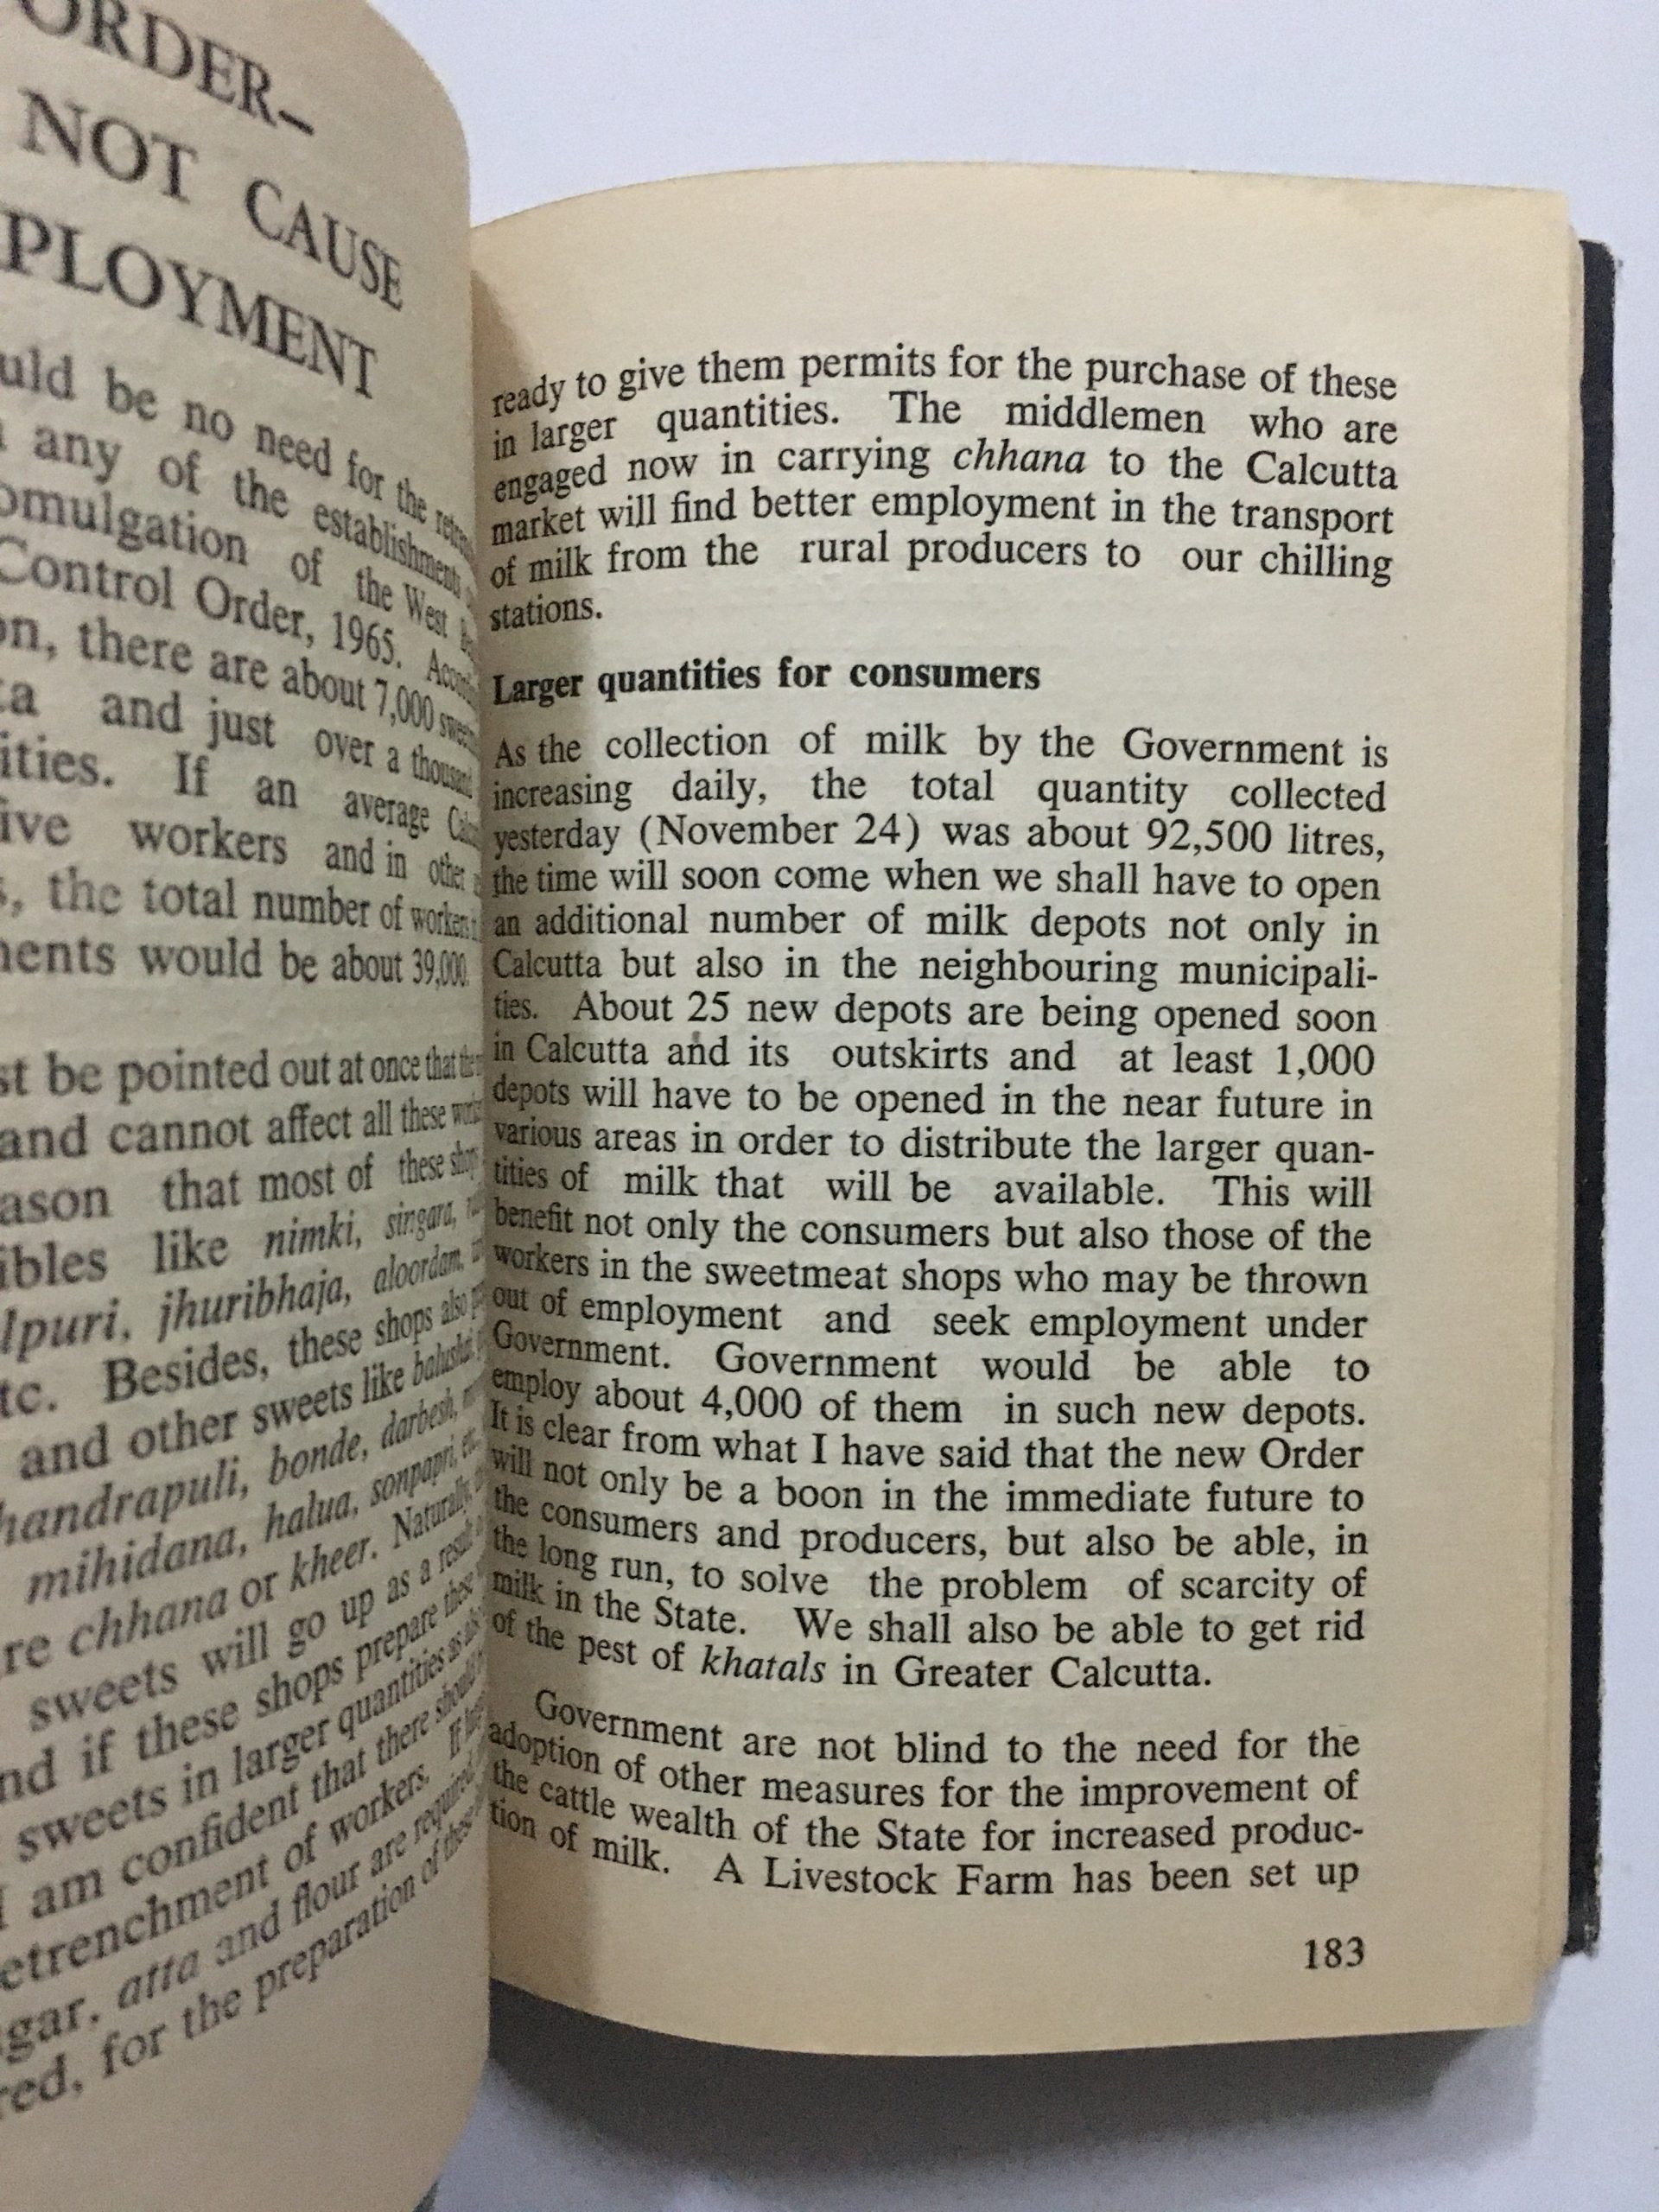 ORDER–
NOT CAUSE
PLOYMENT
uld be no need for the
any of the establishments
omulgation of the West
Control Order, 1965.
on, there are about 7,000
and just over a thousand
ities. If an average
ive workers and in other
, the total number of workers
ents would be about 39,000.
st be pointed out at once that
and cannot affect all these
ason that most of these
ibles like nimki, singara,
lpuri, jhuribhaja, aloordam,
tc. Besides, these shops also
and other sweets like
handrapuli, bonde, darbesh,
mihidana, halua, sonpapri, etc.
re chhana or kheer. Naturally,
sweets will go up as a result
nd if these shops prepare these
sweets in larger quantities as also
I am confident that there should
etrenchment of workers. If
gar, atta and flour are required
red, for the preparation of these
ready to give them permits for the purchase of these
in larger quantities. The middlemen who are
engaged now in carrying chhana to the Calcutta
market will find better employment in the transport
of milk from the rural producers to our chilling
stations.
Larger quantities for consumers
As the collection of milk by the Government is
increasing daily, the total quantity collected
yesterday (November 24) was about 92,500 litres,
the time will soon come when we shall have to open
an additional number of milk depots not only in
Calcutta but also in the neighbouring municipali-
ties. About 25 new depots are being opened soon
in Calcutta and its outskirts and at least 1,000
depots will have to be opened in the near future in
various areas in order to distribute the larger quan-
tities of milk that will be available. This will
benefit not only the consumers but also those of the
workers in the sweetmeat shops who may be thrown
out of employment and seek employment under
Government. Government would be able to
employ about 4,000 of them in such new depots.
It is clear from what I have said that the new Order
will not only be a boon in the immediate future to
the consumers and producers, but also be able, in
the long run, to solve the problem of scarcity of
milk in the State. We shall also be able to get rid
of the pest of khatals in Greater Calcutta.
Government are not blind to the need for the
adoption of other measures for the improvement of
the cattle wealth of the State for increased produc-
tion of milk. A Livestock Farm has been set up
183